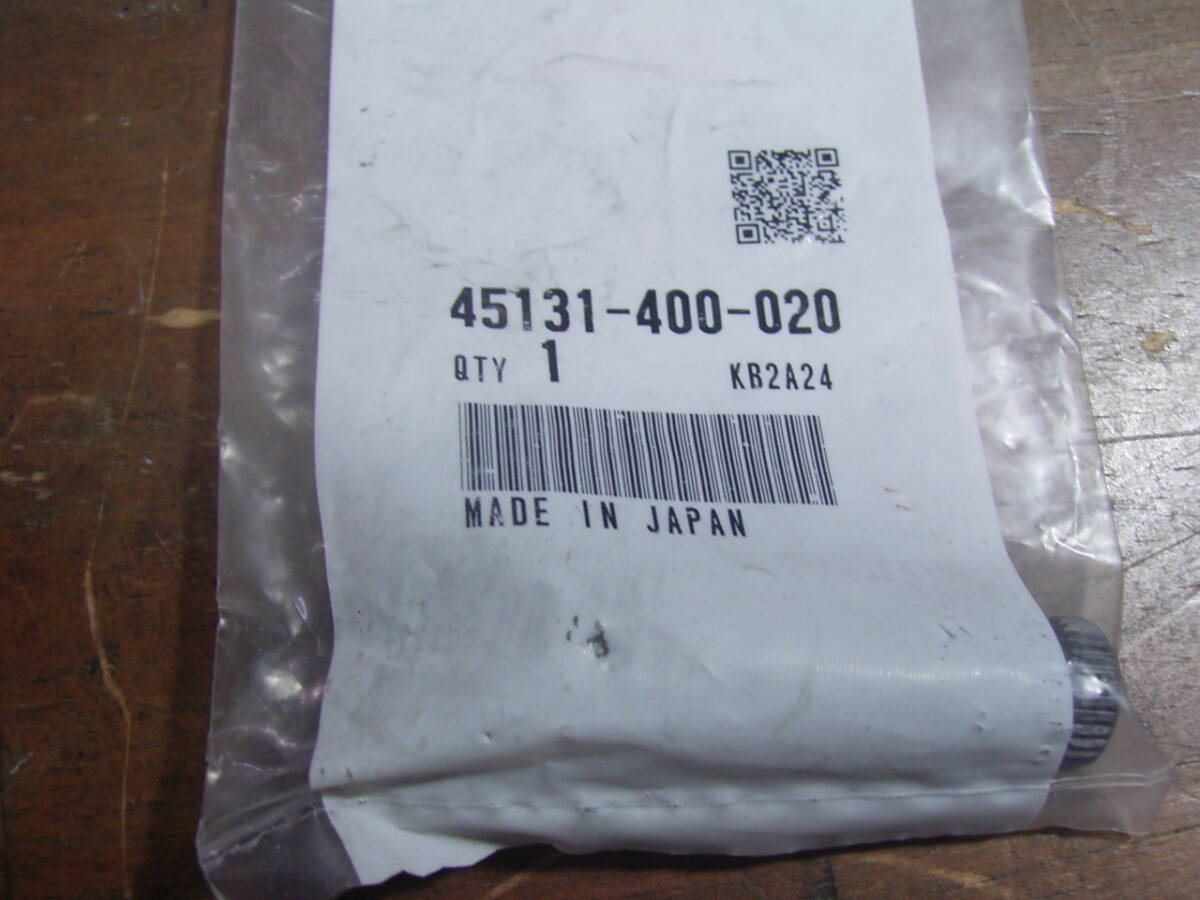 45131-400-020
QTY 1 KB2A24
MADE IN JAPAN